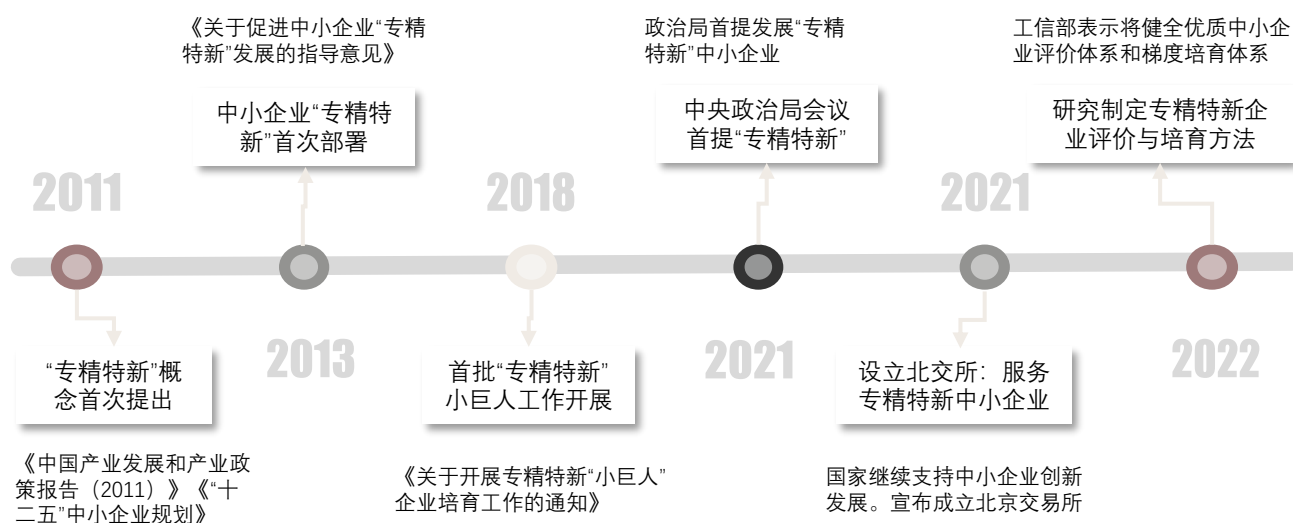 《关于促进中小企业“专精
特新”发展的指导意见》
政治局首提发展“专精
特新”中小企业
工信部表示将健全优质中小企
业评价体系和梯度培育体系
中小企业“专精特
新”首次部署
中央政治局会议
首提“专精特新”
研究制定专精特新企
业评价与培育方法
2011
2018
2021
2013
2021
2022
“专精特新”概
念首次提出
首批“专精特新”
小巨人工作开展
设立北交所：服务
专精特新中小企业
《中国产业发展和产业政
策报告（2011）》《“十
二五”中小企业规划》
《关于开展专精特新“小巨人”
企业培育工作的通知》
国家继续支持中小企业创新
发展。宣布成立北京交易所